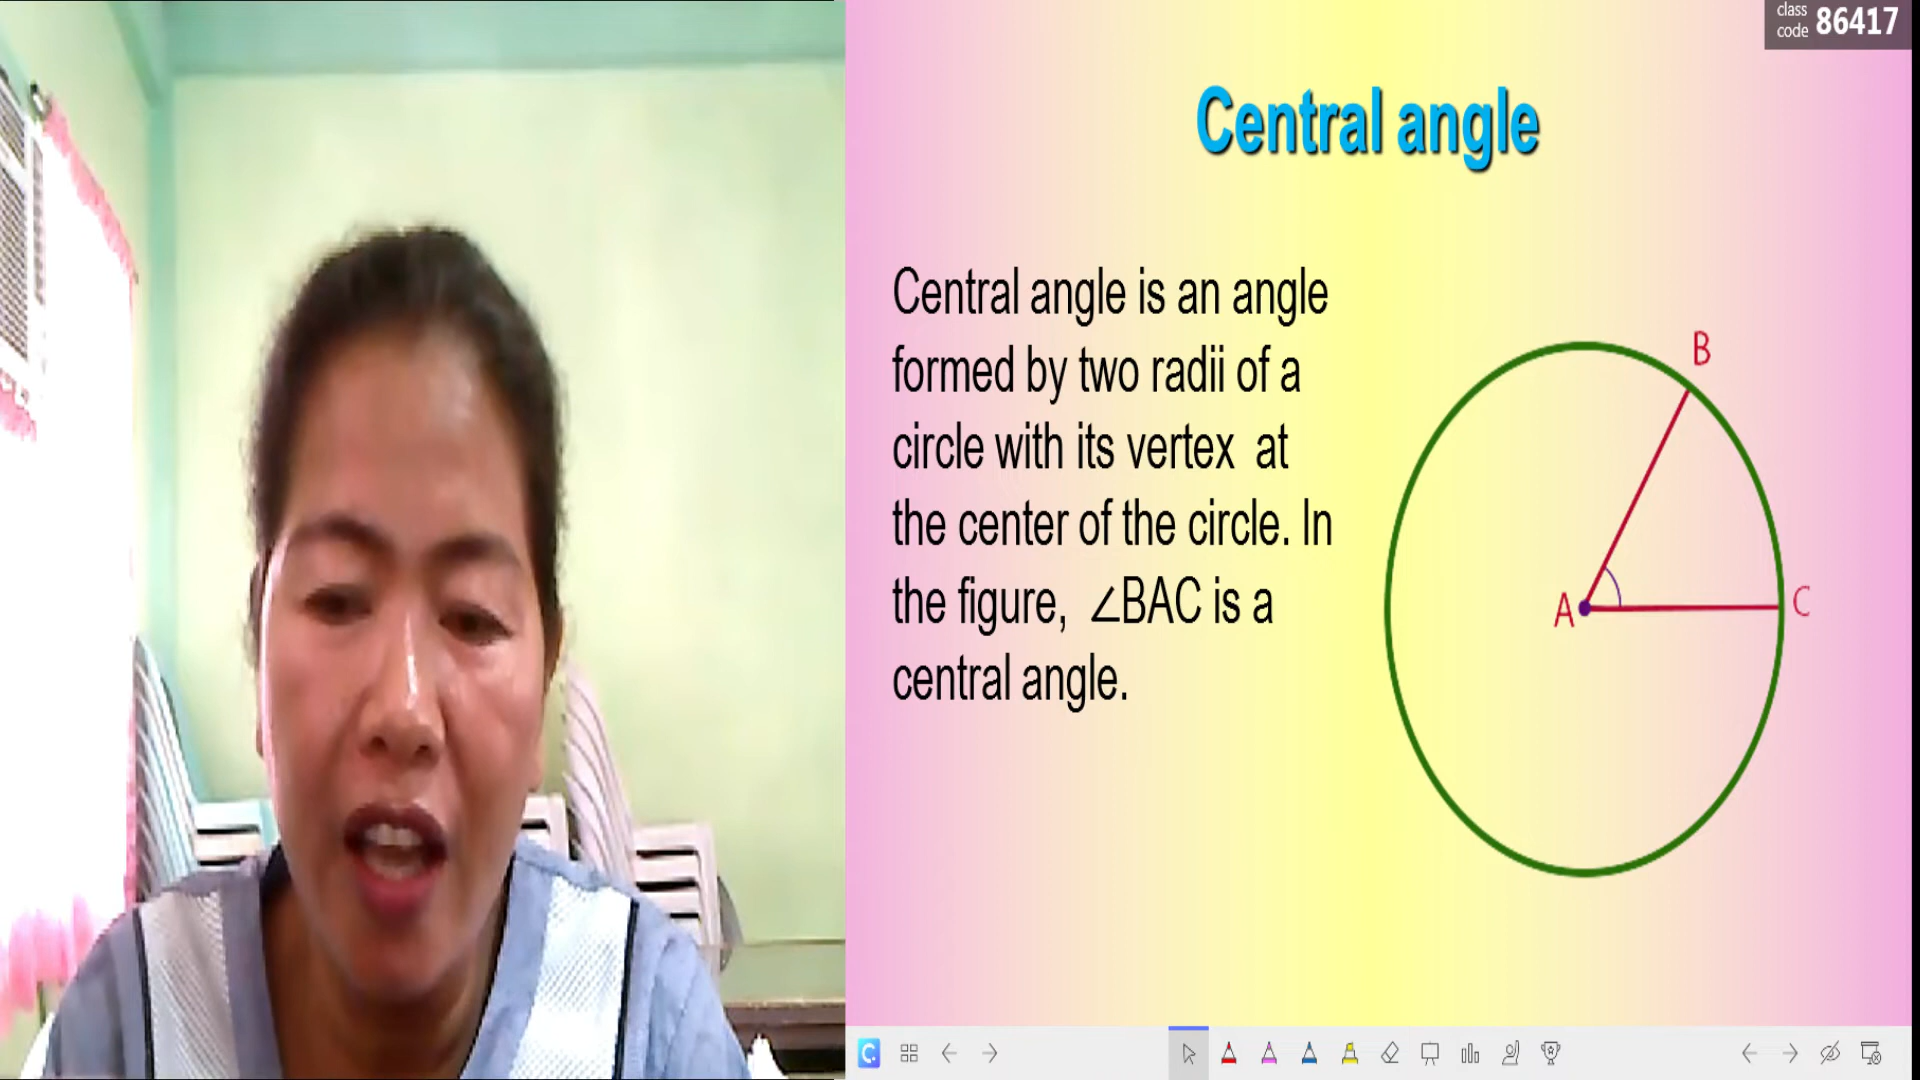 class
code 86417
Central angle
Central angle is an angle
formed by two radii of a
circle with its vertex at
the center of the circle. In
the figure, ∠BAC is a
central angle.
B
A
C